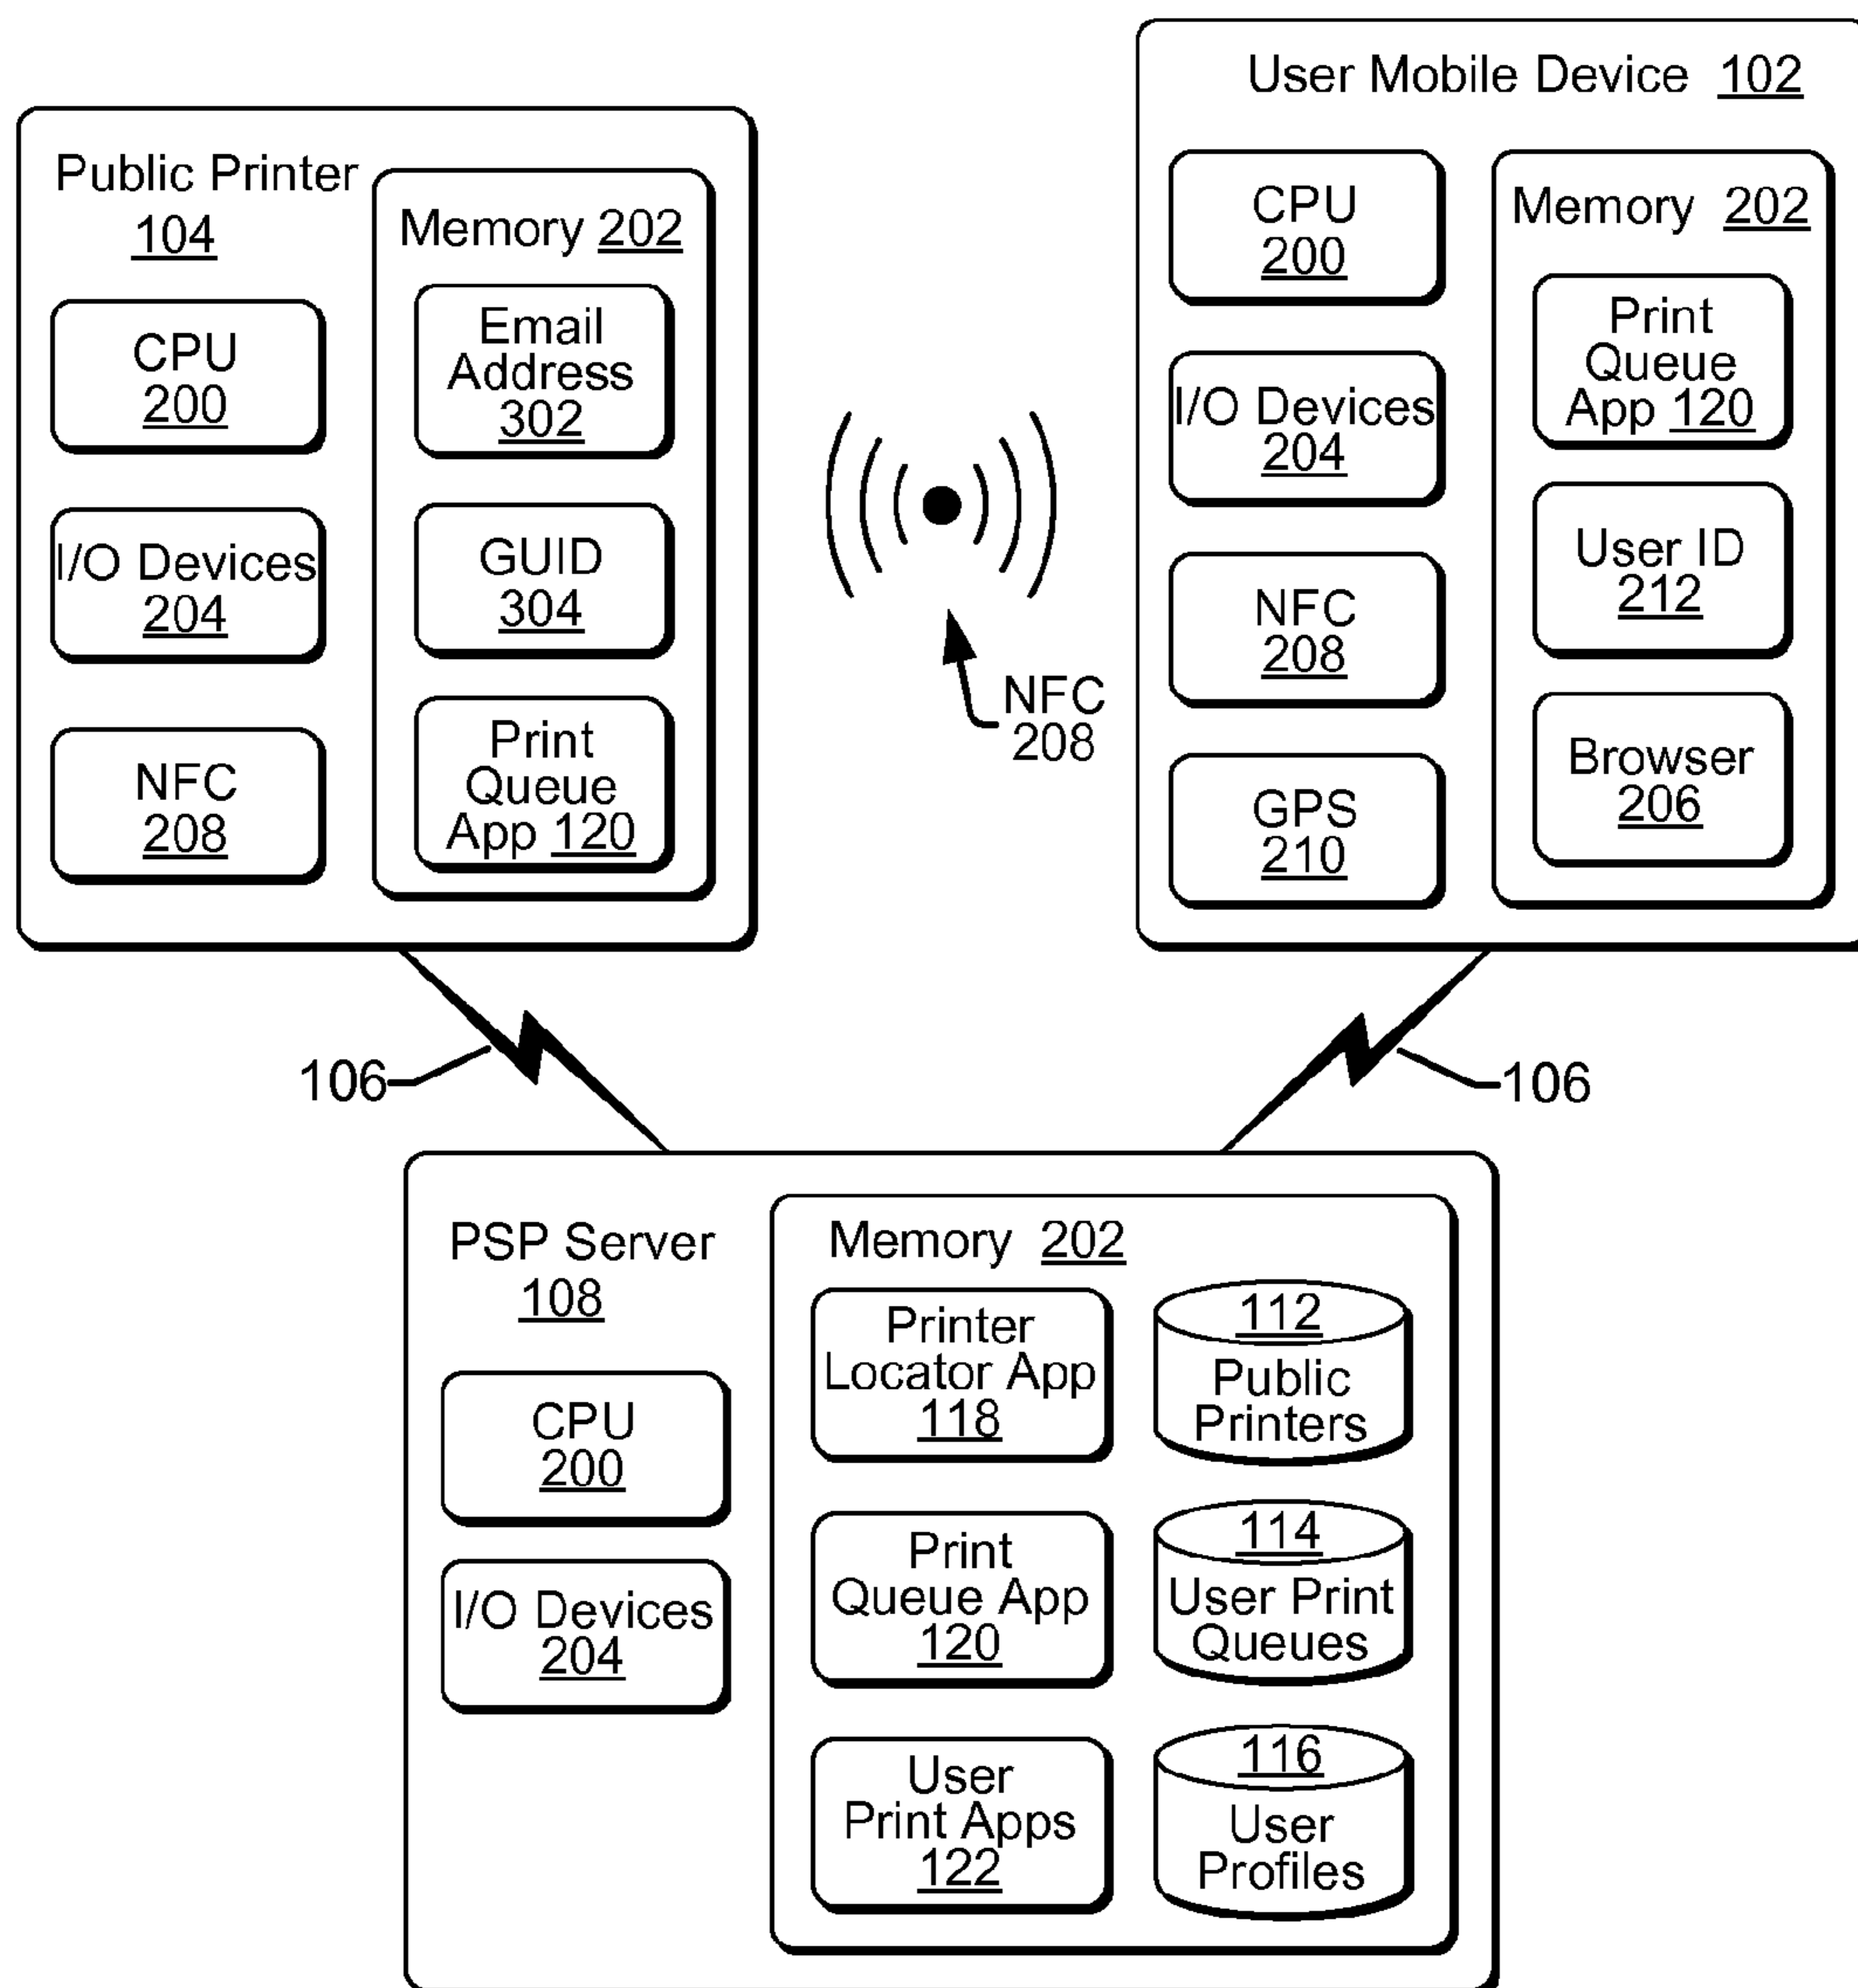 Public Printer
104
CPU
200
I/O Devices
204
NFC
208
Memory 202
Email
Address
302
GUID
304
Print
Queue
App 120
NFC
208
User Mobile Device 102
CPU
200
I/O Devices
204
NFC
208
GPS
210
Memory 202
Print
Queue
App 120
User ID
212
Browser
206
106
106
PSP Server
108
CPU
200
I/O Devices
204
Memory 202
Printer
Locator App
118
112
Public
Printers
Print
Queue App
120
114
User Print
Queues
User
Print Apps
122
116
User
Profiles